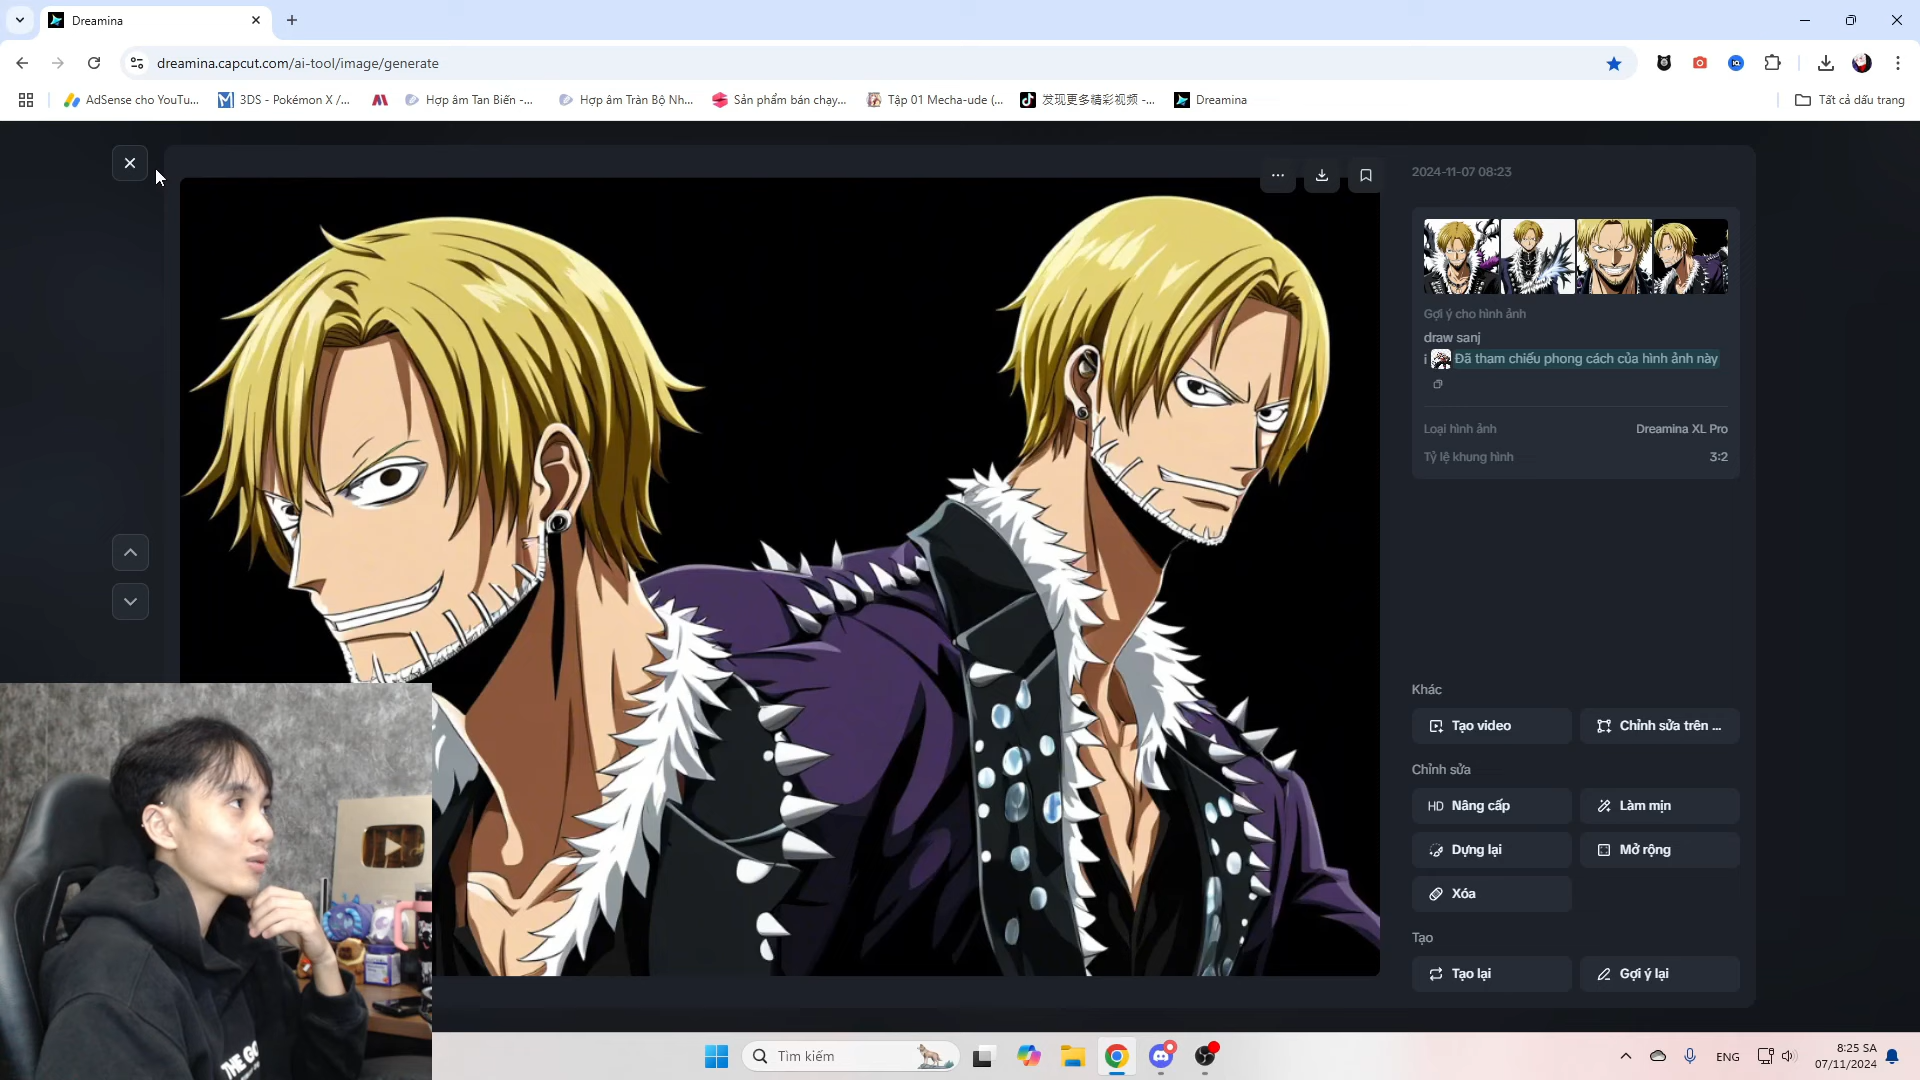 Dreamina
dreamina.capcut.com/ai-tool/image/generate
AdSense cho YouTu...
3DS - Pokémon X /...
Hợp âm Tan Biến -...
Hợp âm Tràn Bộ Nh...
Sản phẩm bán chạy...
Tập 01 Mecha-ude (...
发现更多精彩视频 -...
Dreamina
Tất cả dấu trang
2024-11-07 08:23
Gợi ý cho hình ảnh
draw sanj
i Đã tham chiếu phong cách của hình ảnh này
Loại hình ảnh
Dreamina XL Pro
Tỷ lệ khung hình
3:2
Khác
Tạo video
Chỉnh sửa trên ...
Chỉnh sửa
HD Nâng cấp
Làm mịn
Dựng lại
Mở rộng
Xóa
Tạo
Tạo lại
Gợi ý lại
THE GO
Tìm kiếm
ENG
8:25 SA
07/11/2024